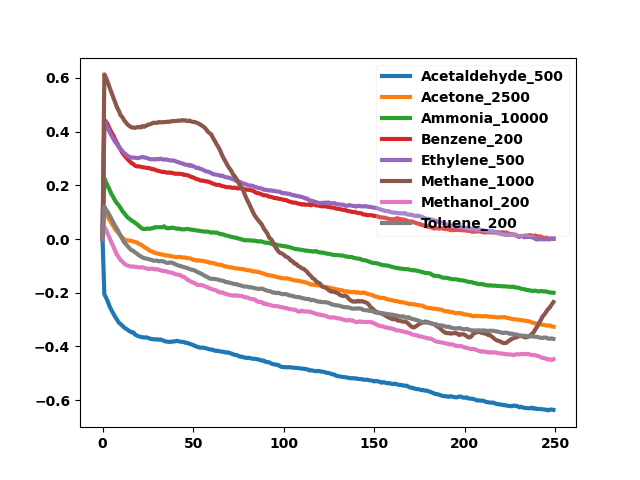 Acetaldehyde_500
Acetone_2500
Ammonia_10000
Benzene_200
Ethylene_500
Methane_1000
Methanol_200
Toluene_200
0.6
0.4
0.2
0.0
−0.2
−0.4
−0.6
0 50 100 150 200 250